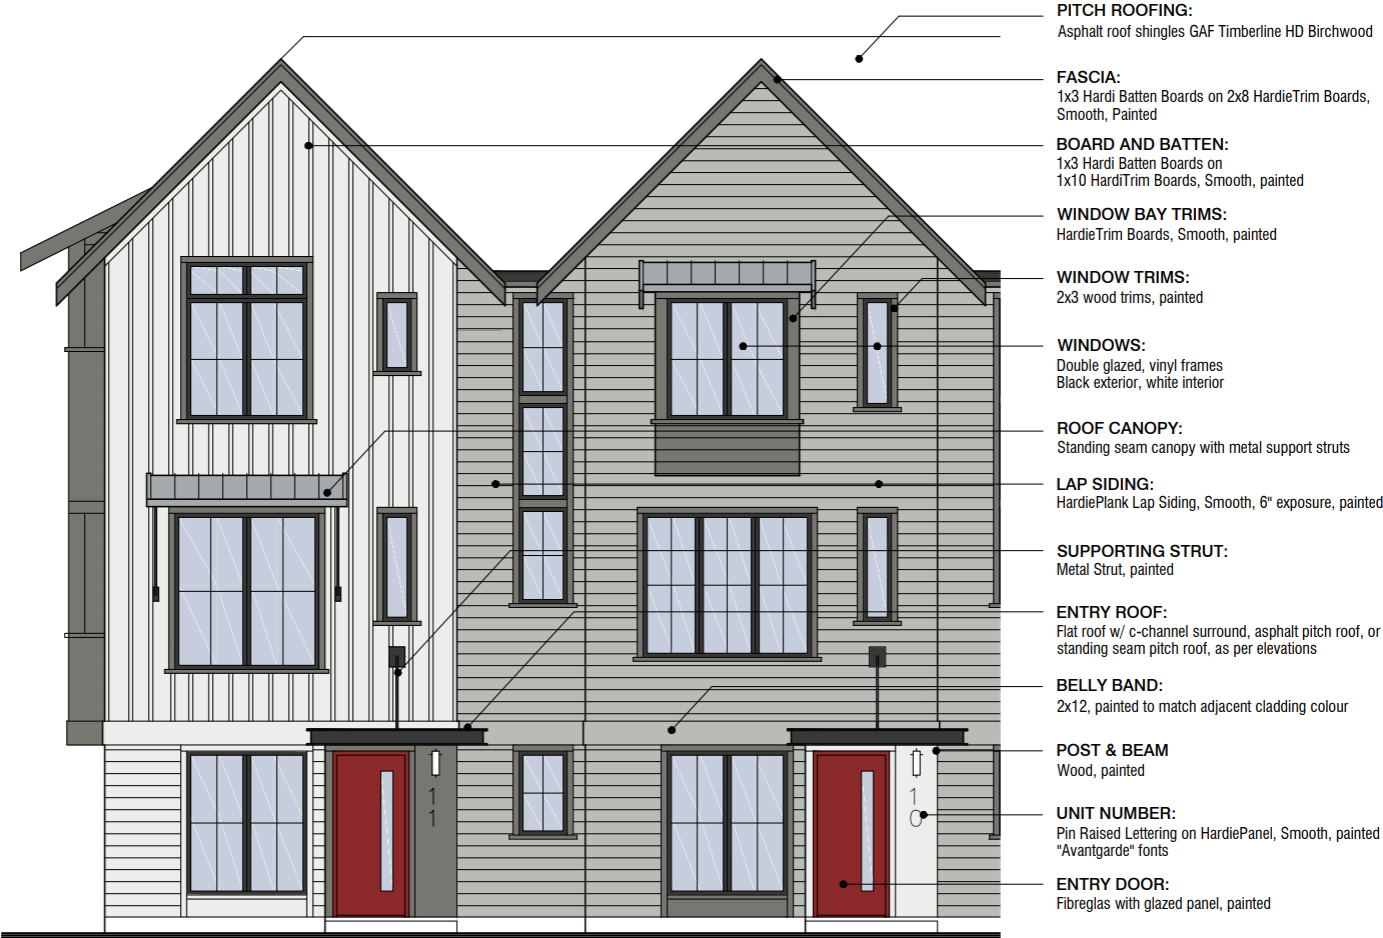 PITCH ROOFING:
Asphalt roof shingles GAF Timberline HD Birchwood
FASCIA:
1x3 Hardi Batten Boards on 2x8 HardieTrim Boards,
Smooth, Painted
BOARD AND BATTEN:
1x3 Hardi Batten Boards on
1x10 HardiTrim Boards, Smooth, painted
WINDOW BAY TRIMS:
HardieTrim Boards, Smooth, painted
WINDOW TRIMS:
2x3 wood trims, painted
WINDOWS:
Double glazed, vinyl frames
Black exterior, white interior
ROOF CANOPY:
Standing seam canopy with metal support struts
LAP SIDING:
HardiePlank Lap Siding, Smooth, 6" exposure, painted
SUPPORTING STRUT:
Metal Strut, painted
ENTRY ROOF:
Flat roof w/ c-channel surround, asphalt pitch roof, or
standing seam pitch roof, as per elevations
BELLY BAND:
2x12, painted to match adjacent cladding colour
POST & BEAM
Wood, painted
UNIT NUMBER:
Pin Raised Lettering on HardiePanel, Smooth, painted
"Avantgarde" fonts
ENTRY DOOR:
Fibreglas with glazed panel, painted
1
1
1
0